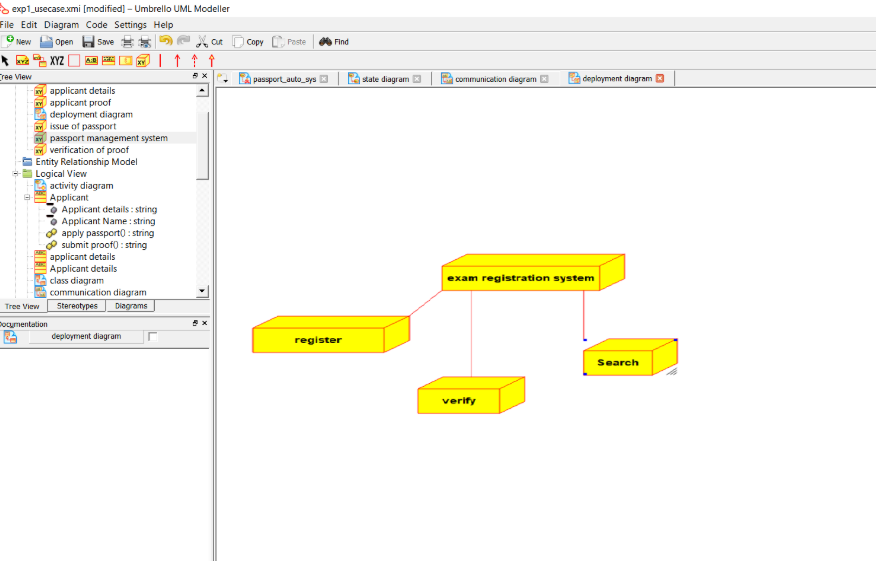 exp1_usecase.xmi [modified] – Umbrello UML Modeller
File Edit Diagram Code Settings Help
New Open Save Cut Copy Paste Find
XYZ A:B
Tree View
passport_auto_sys state diagram communication diagram deployment diagram
applicant details
applicant proof
deployment diagram
issue of passport
passport management system
verification of proof
Entity Relationship Model
Logical View
activity diagram
Applicant
Applicant details : string
Applicant Name : string
apply passport() : string
submit proof() : string
applicant details
Applicant details
class diagram
communication diagram
Tree View Stereotypes Diagrams
Documentation
deployment diagram
exam registration system
register
Search
verify